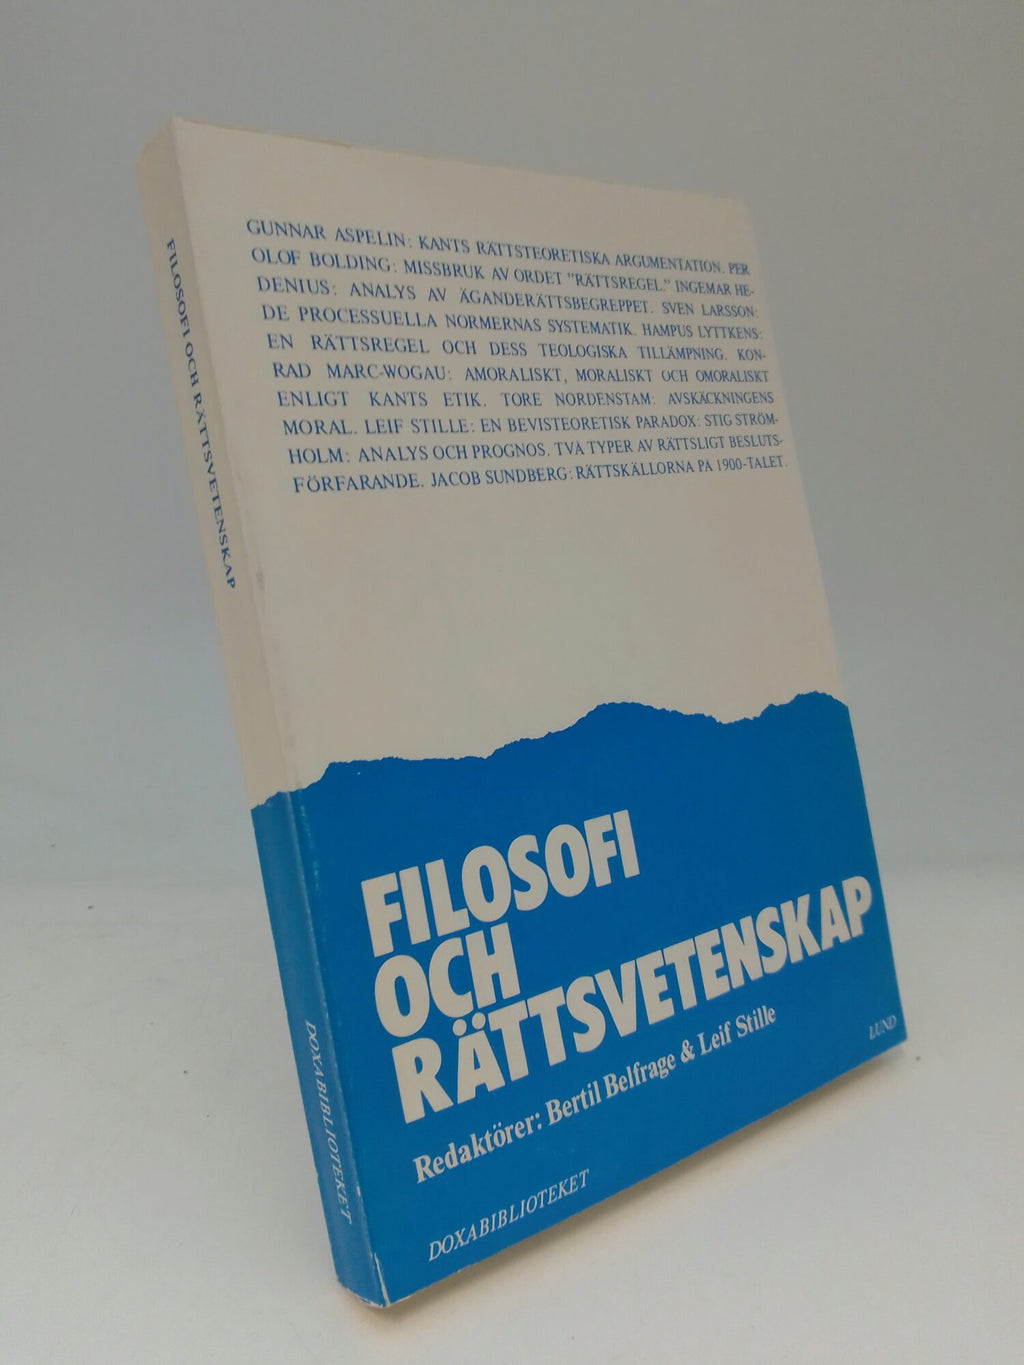 GUNNAR ASPELIN: KANTS RÄTTSTEORETISKA ARGUMENTATION. PER
OLOF BOLDING: MISSBRUK AV ORDET "RÄTTSREGEL." INGEMAR HE-
DENIUS: ANALYS AV ÄGANDERÄTTSBEGREPPET. SVEN LARSSON:
DE PROCESSUELLA NORMERNAS SYSTEMATIK. HAMPUS LYTTKENS:
EN RÄTTSREGEL OCH DESS TEOLOGISKA TILLÄMPNING. KON-
RAD MARC-WOGAU: AMORALISKT, MORALISKT OCH OMORALISKT
ENLIGT KANTS ETIK. TORE NORDENSTAM: AVSKÄCKNINGENS
MORAL. LEIF STILLE: EN BEVISTEORETISK PARADOX: STIG STRÖM-
HOLM: ANALYS OCH PROGNOS. TVÅ TYPER AV RÄTTSLIGT BESLUTS-
FÖRFARANDE. JACOB SUNDBERG: RÄTTSKÄLLORNA PÅ 1900-TALET.
FILOSOFI
OCH
RÄTTSVETENSKAP
Redaktörer: Bertil Belfrage & Leif Stille
DOXABIBLIOTEKET
LUND
FILOSOFI OCH RÄTTSVETENSKAP
DOXABIBLIOTEKET